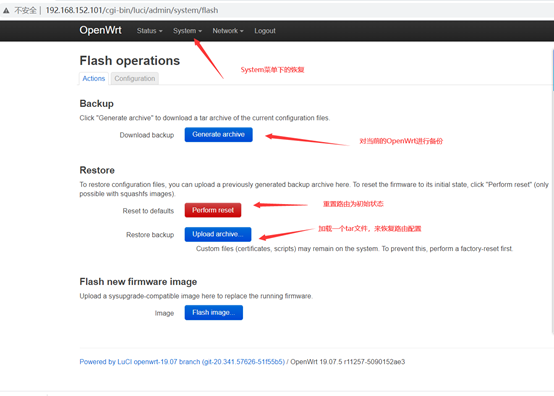 不安全 | 192.168.152.101/cgi-bin/luci/admin/system/flash
OpenWrt Status System Network Logout
Flash operations
System菜单下的恢复
Actions Configuration
Backup
Click "Generate archive" to download a tar archive of the current configuration files.
Download backup Generate archive
对当前的OpenWrt进行备份
Restore
To restore configuration files, you can upload a previously generated backup archive here. To reset the firmware to its initial state, click "Perform reset" (only
possible with squashfs images).
Reset to defaults Perform reset
重置路由为初始状态
Restore backup Upload archive...
加载一个tar文件，来恢复路由配置
Custom files (certificates, scripts) may remain on the system. To prevent this, perform a factory-reset first.
Flash new firmware image
Upload a sysupgrade-compatible image here to replace the running firmware.
Image Flash image...
Powered by LuCI openwrt-19.07 branch (git-20.341.57626-51f55b5) / OpenWrt 19.07.5 r11257-5090152ae3